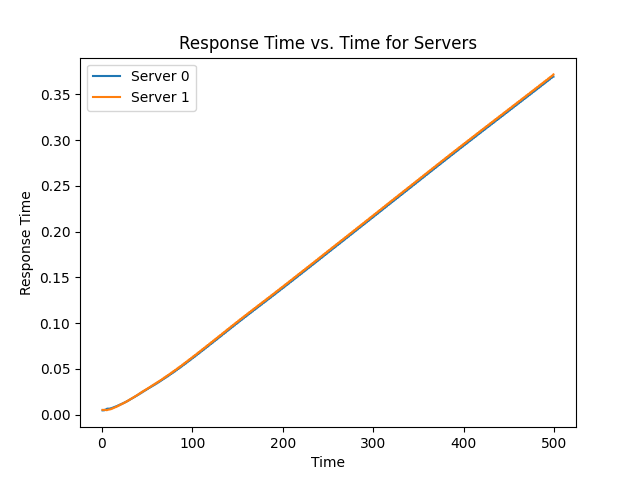 Response Time vs. Time for Servers
Server 0
Server 1
Response Time
0.35
0.30
0.25
0.20
0.15
0.10
0.05
0.00
0 100 200 300 400 500
Time